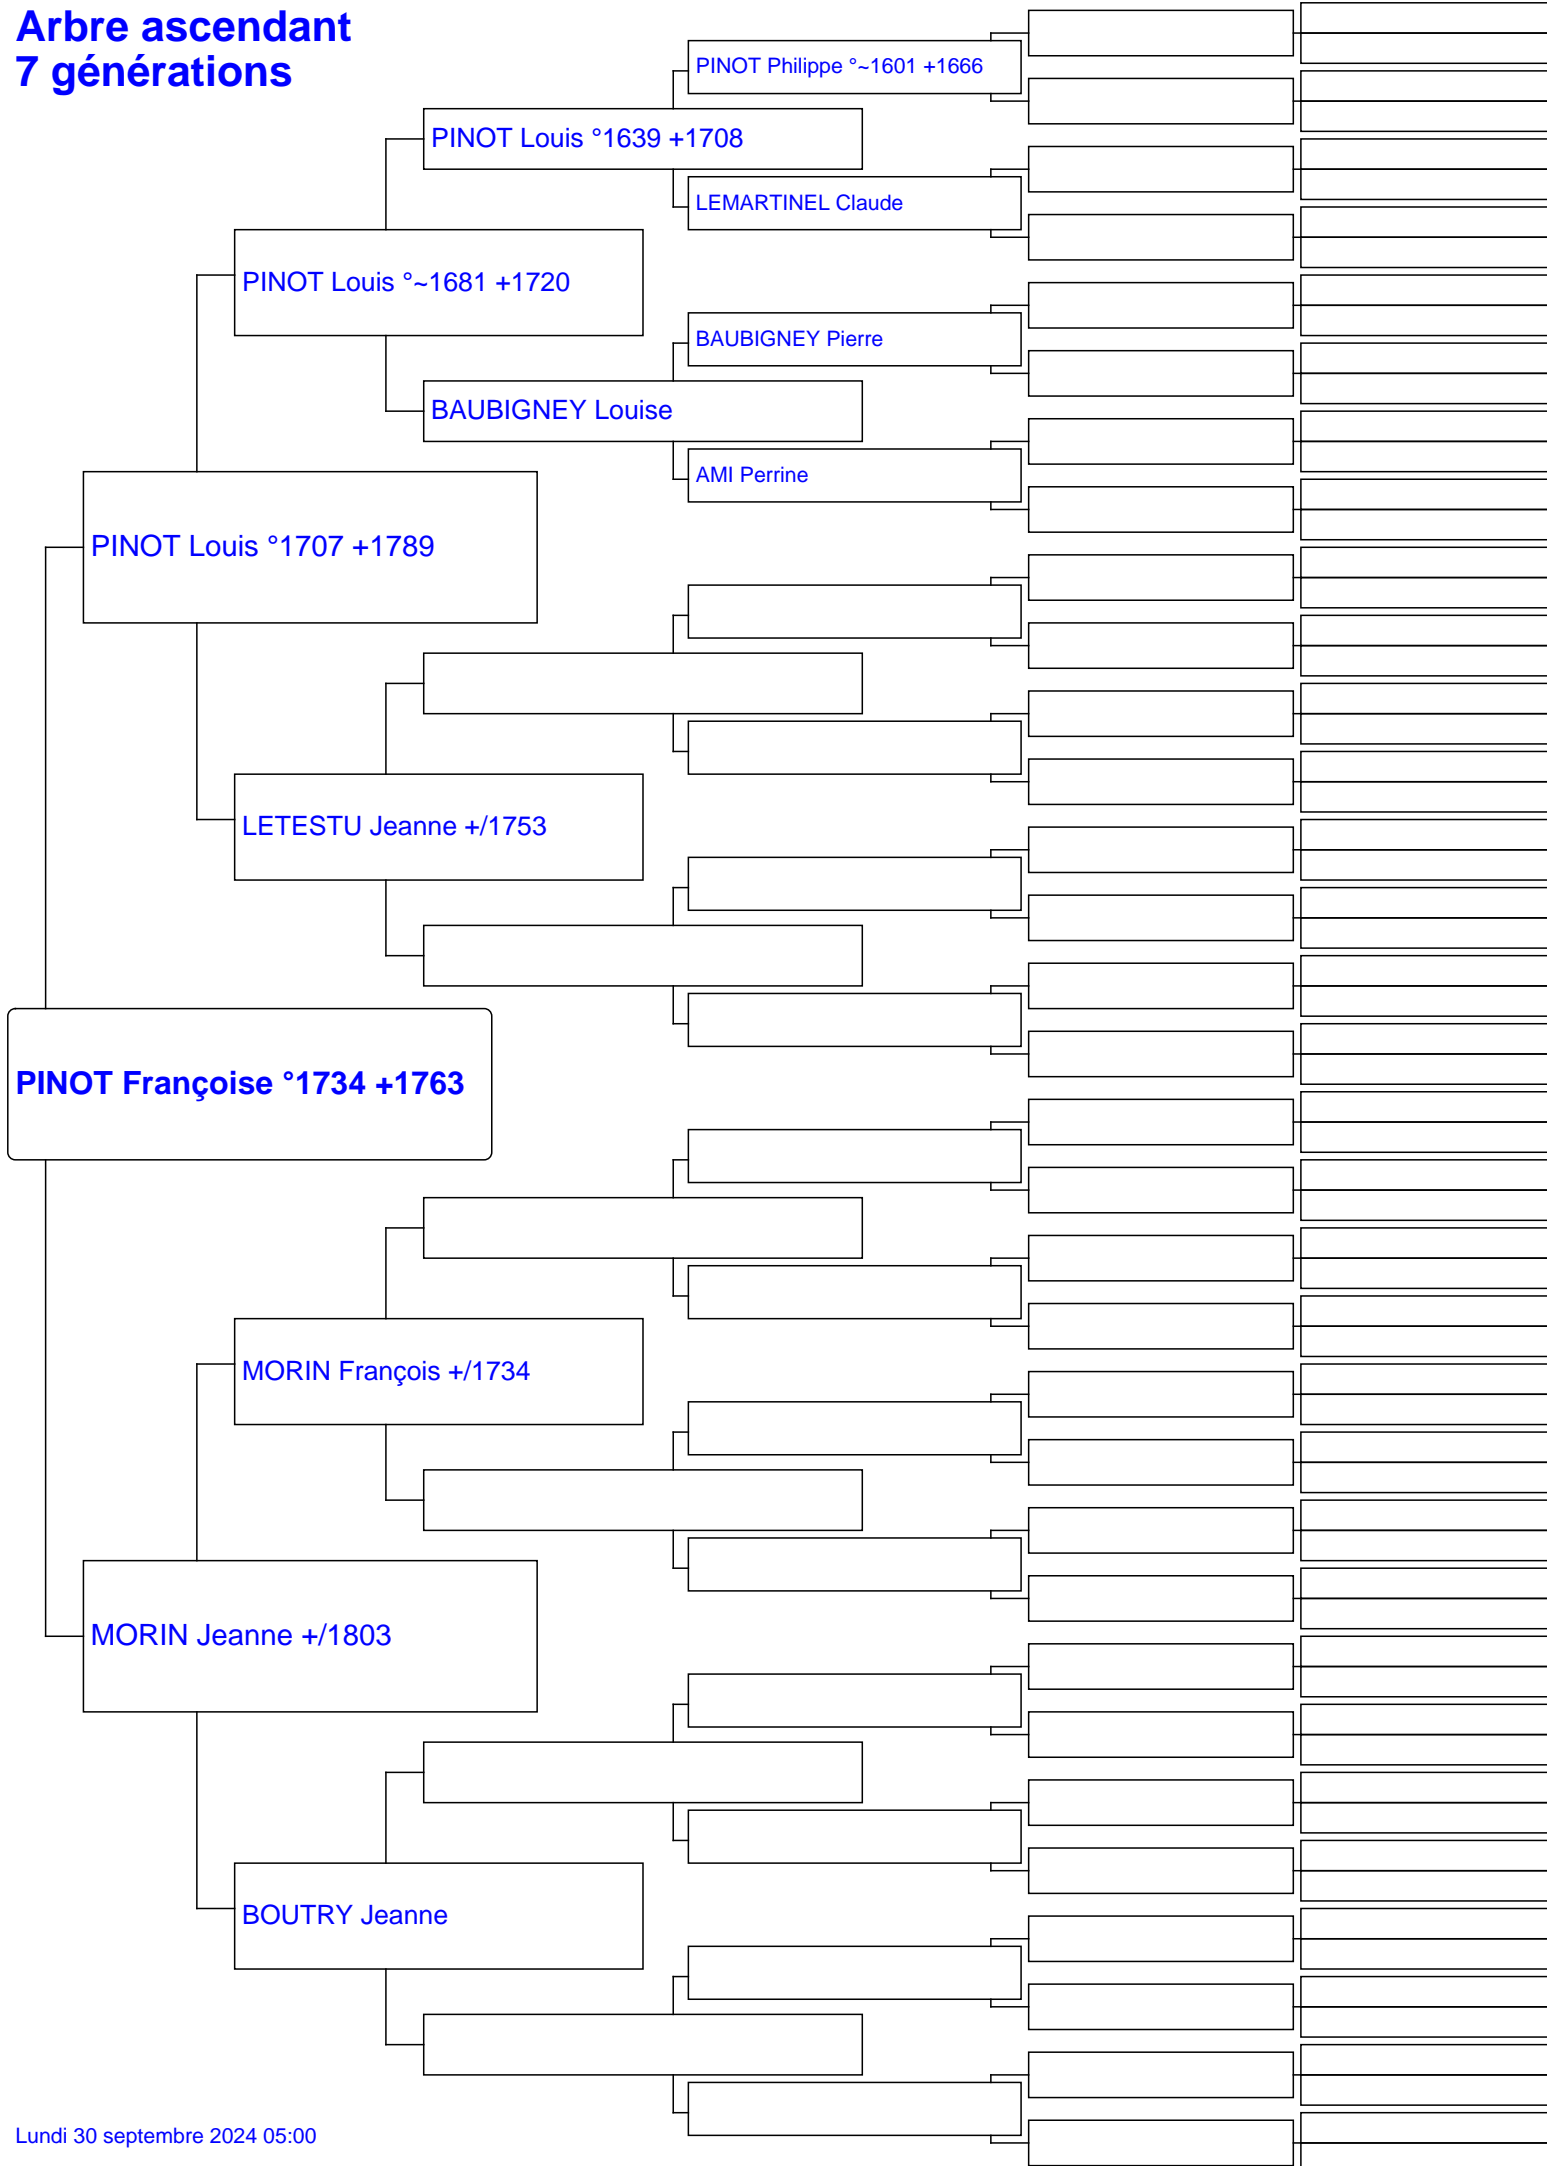 Arbre ascendant
7 générations
PINOT Philippe °~1601 +1666
PINOT Louis °1639 +1708
LEMARTINEL Claude
PINOT Louis °~1681 +1720
BAUBIGNEY Pierre
BAUBIGNEY Louise
AMI Perrine
PINOT Louis °1707 +1789
LETESTU Jeanne +/1753
PINOT Françoise °1734 +1763
MORIN François +/1734
MORIN Jeanne +/1803
BOUTRY Jeanne
Lundi 30 septembre 2024 05:00